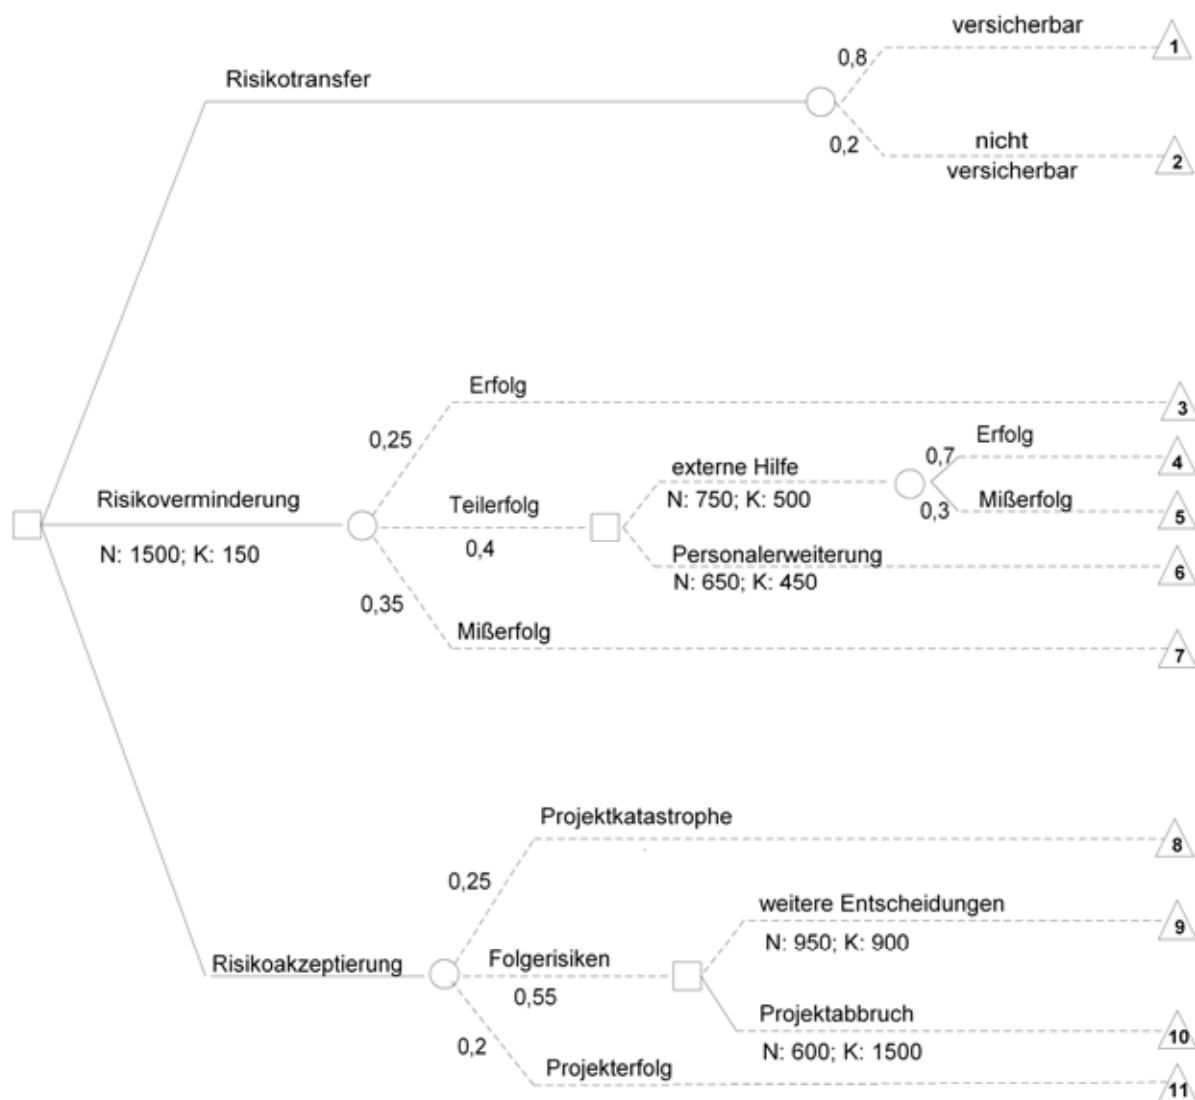 versicherbar
1
0,8
Risikotransfer
0,2
nicht
versicherbar
2
Erfolg
3
0,25
Erfolg
0,7
4
externe Hilfe
N: 750; K: 500
Risikoverminderung
N: 1500; K: 150
Teilerfolg
0,4
0,3
Mißerfolg
5
Personalerweiterung
N: 650; K: 450
6
0,35
Mißerfolg
7
Projektkatastrophe
8
0,25
weitere Entscheidungen
N: 950; K: 900
9
Risikoakzeptierung
Folgerisiken
0,55
Projektabbruch
N: 600; K: 1500
10
0,2
Projekterfolg
11